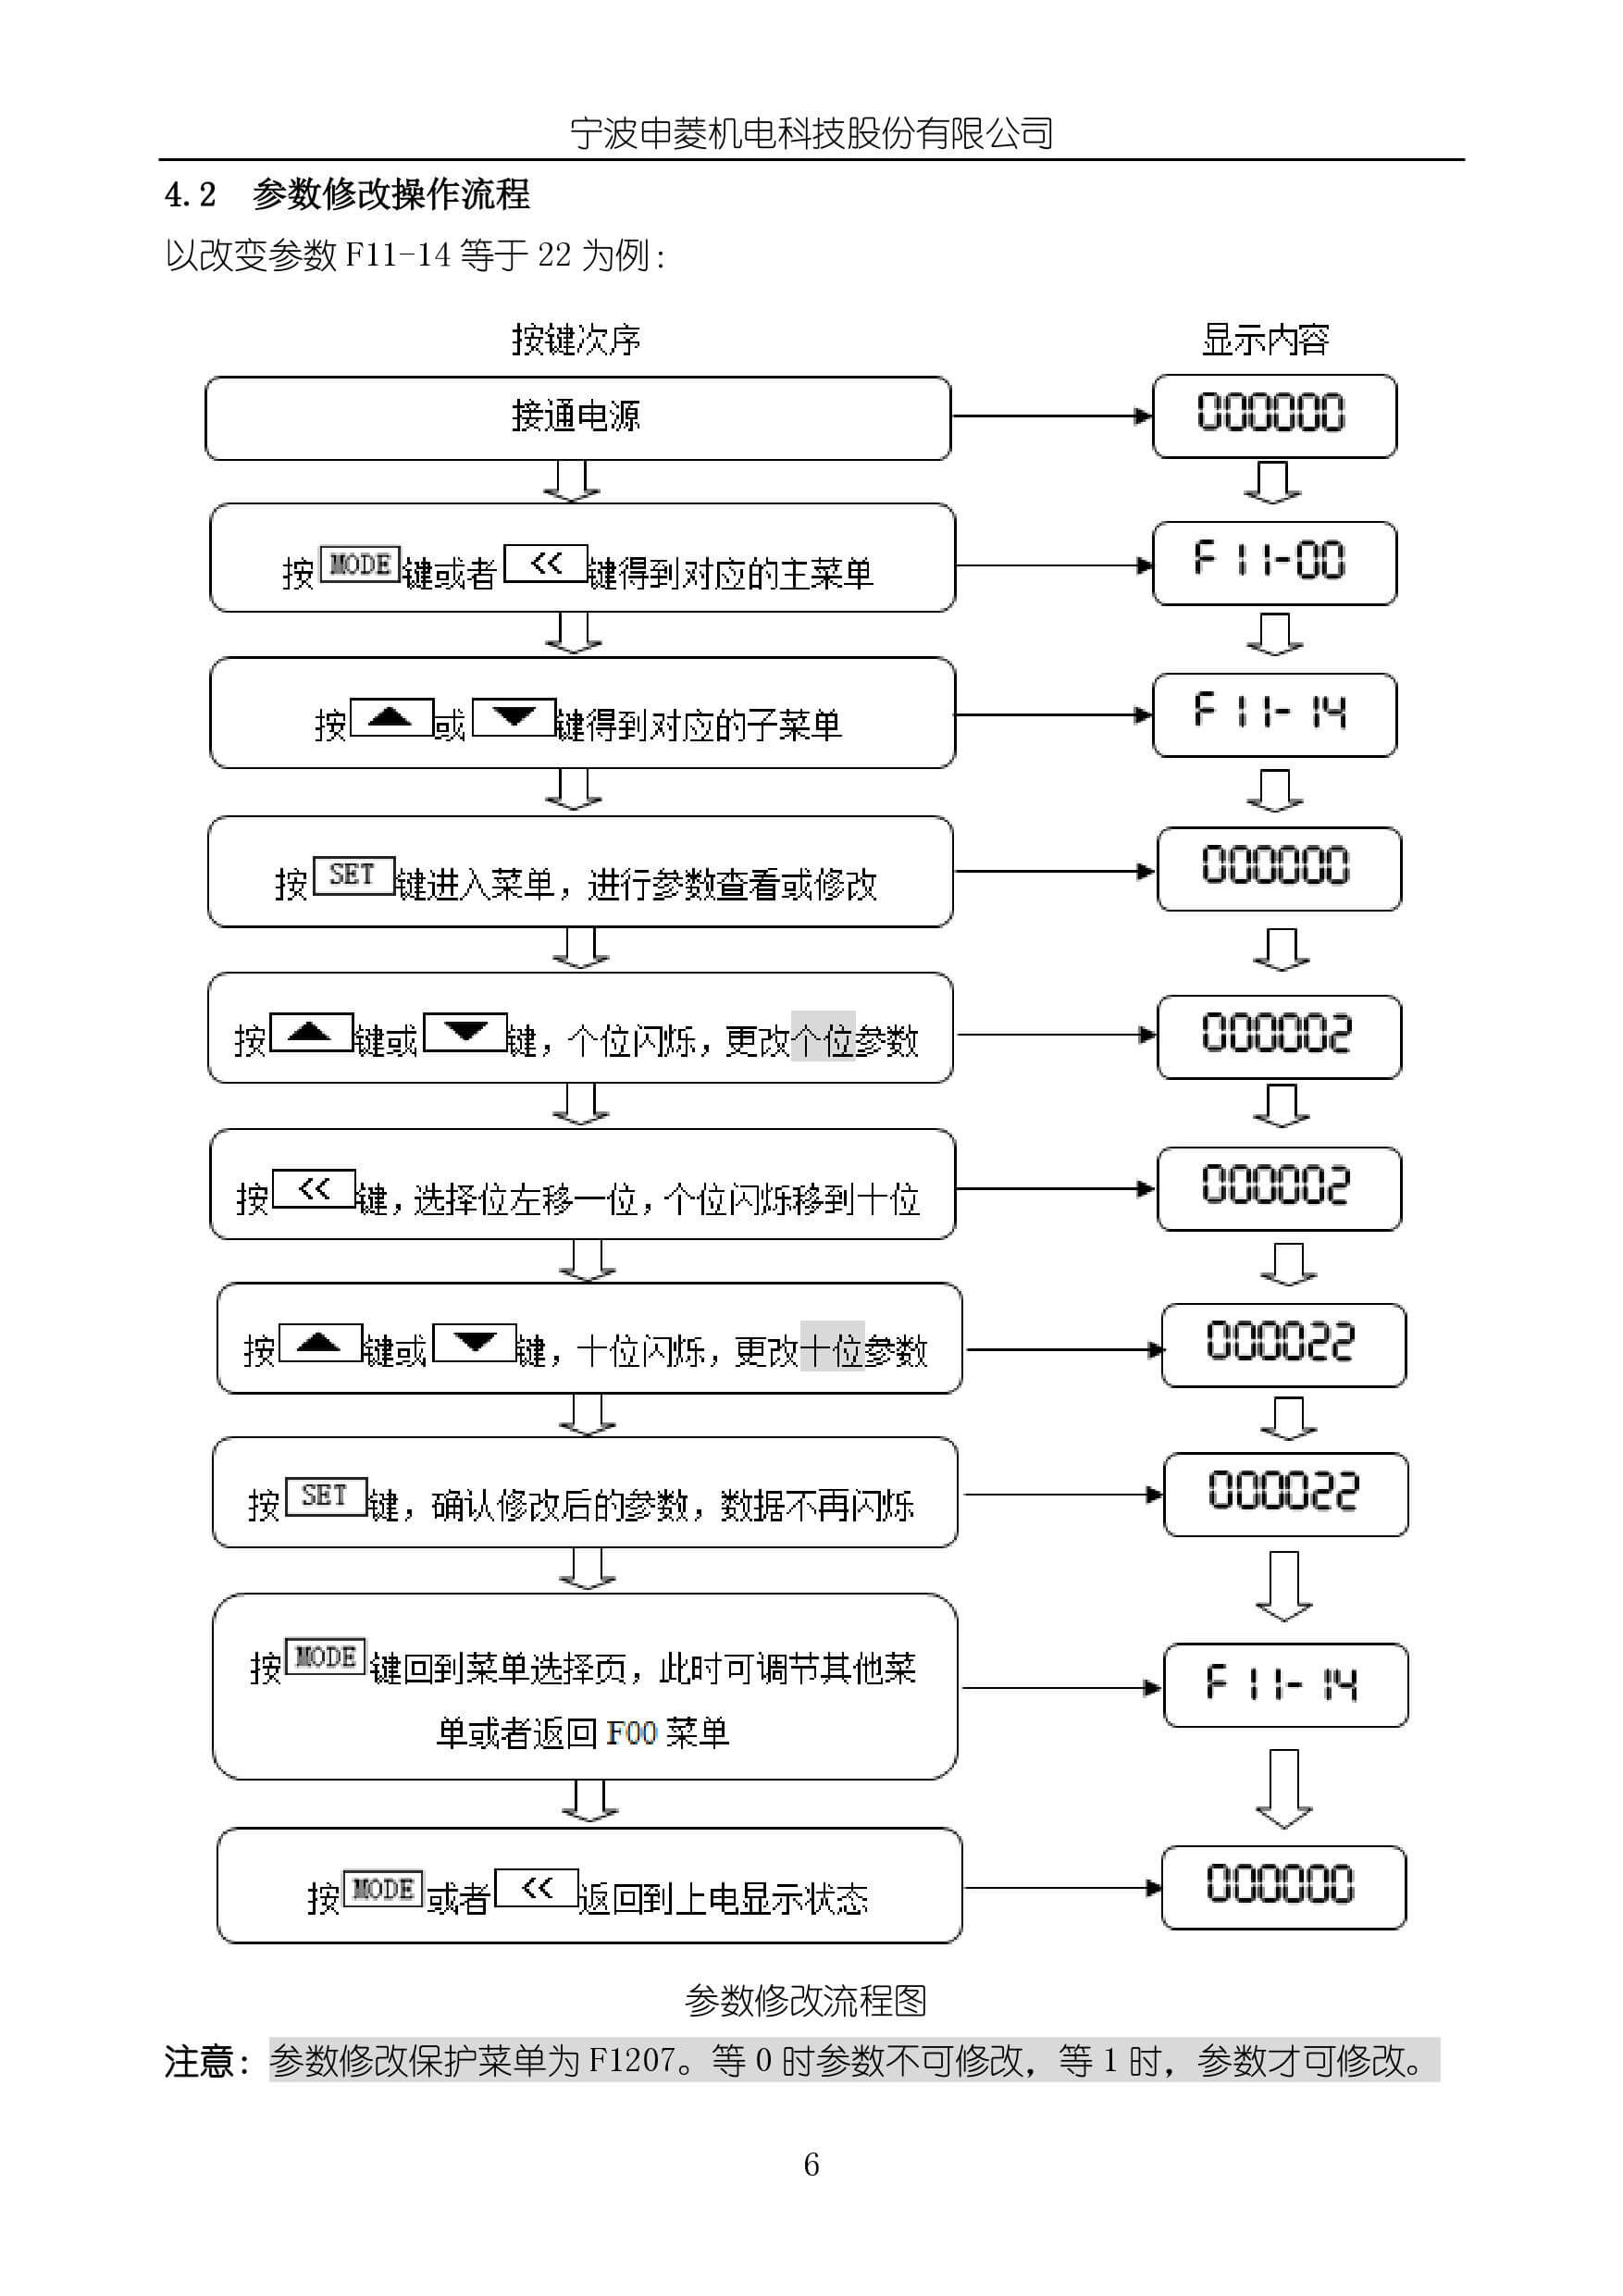 宁波申菱机电科技股份有限公司
4.2 参数修改操作流程
以改变参数 F11-14 等于 22 为例：
按键次序 显示内容
接通电源 000000
按 MODE 键或者 << 键得到对应的主菜单 F11-00
按 ▲ 或 ▼ 键得到对应的子菜单 F11-14
按 SET 键进入菜单，进行参数查看或修改 000000
按 ▲ 键或 ▼ 键，个位闪烁，更改个位参数 000002
按 << 键，选择位左移一位，个位闪烁移到十位 000002
按 ▲ 键或 ▼ 键，十位闪烁，更改十位参数 000022
按 SET 键，确认修改后的参数，数据不再闪烁 000022
按 MODE 键回到菜单选择页，此时可调节其他菜
单或者返回 F00 菜单
F11-14
按 MODE 或者 << 返回到上电显示状态 000000
参数修改流程图
注意：参数修改保护菜单为 F1207。等 0 时参数不可修改，等 1 时，参数才可修改。
6